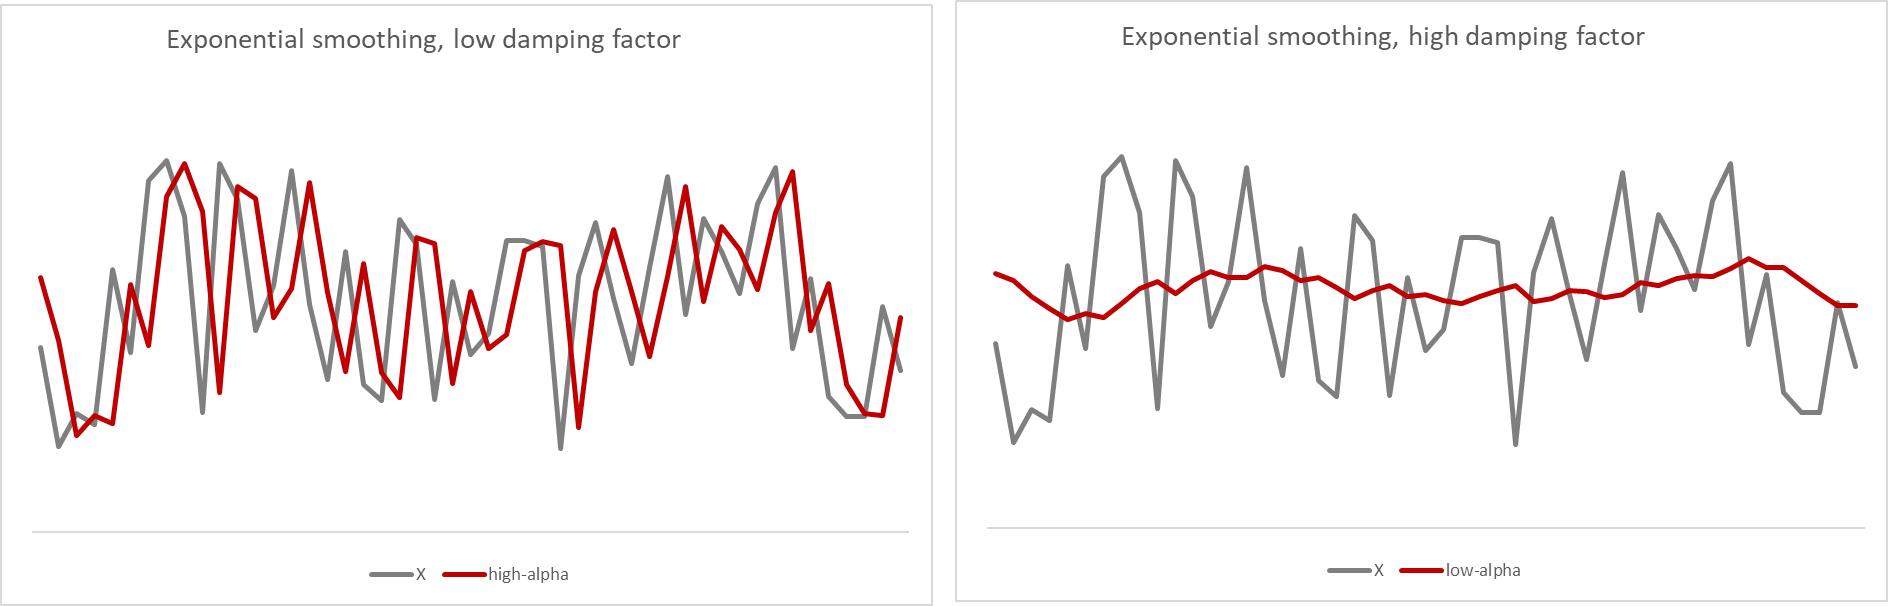 Exponential smoothing, low damping factor
X high-alpha
Exponential smoothing, high damping factor
X low-alpha